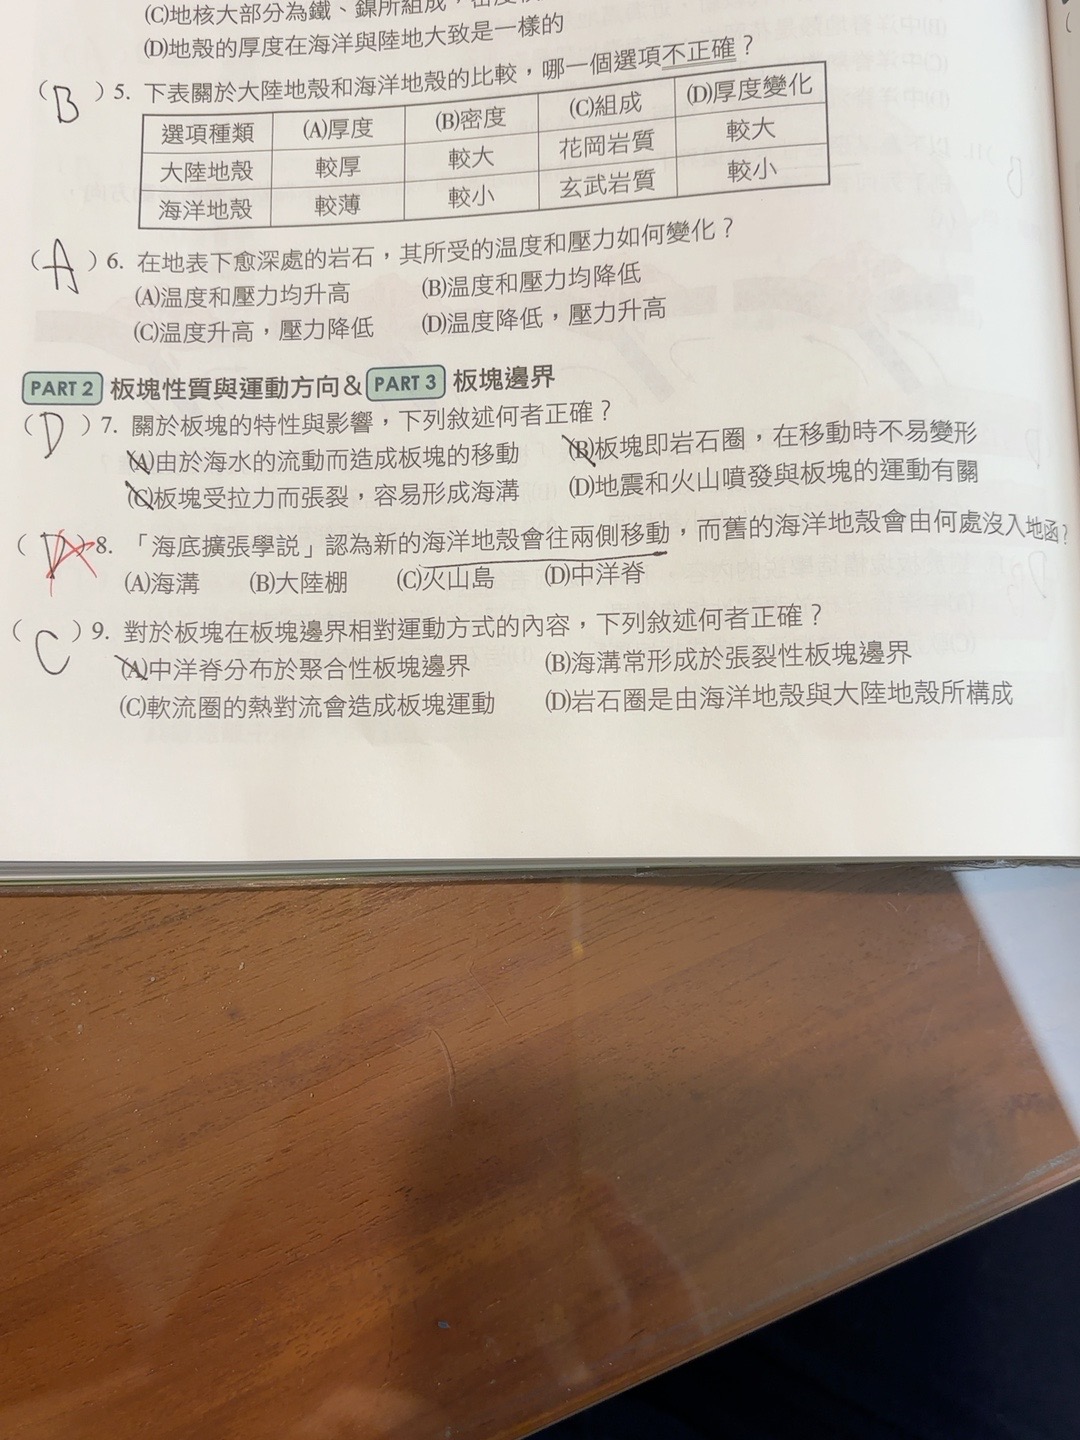 (C)地核大部分為鐵、鎳所組成，密度
(D)地殼的厚度在海洋與陸地大致是一樣的
( B ) 5. 下表關於大陸地殼和海洋地殼的比較，哪一個選項不正確？
選項種類 (A)厚度 (B)密度 (C)組成 (D)厚度變化
大陸地殼 較厚 較大 花岡岩質 較大
海洋地殼 較薄 較小 玄武岩質 較小
( A ) 6. 在地表下愈深處的岩石，其所受的温度和壓力如何變化？
(A)温度和壓力均升高 (B)温度和壓力均降低
(C)温度升高，壓力降低 (D)温度降低，壓力升高
PART 2 板塊性質與運動方向＆ PART 3 板塊邊界
( D ) 7. 關於板塊的特性與影響，下列敘述何者正確？
(A)由於海水的流動而造成板塊的移動 (B)板塊即岩石圈，在移動時不易變形
(C)板塊受拉力而張裂，容易形成海溝 (D)地震和火山噴發與板塊的運動有關
( D A ) 8. 「海底擴張學説」認為新的海洋地殼會往兩側移動，而舊的海洋地殼會由何處沒入地函？
(A)海溝 (B)大陸棚 (C)火山島 (D)中洋脊
( C ) 9. 對於板塊在板塊邊界相對運動方式的內容，下列敘述何者正確？
(A)中洋脊分布於聚合性板塊邊界 (B)海溝常形成於張裂性板塊邊界
(C)軟流圈的熱對流會造成板塊運動 (D)岩石圈是由海洋地殼與大陸地殼所構成